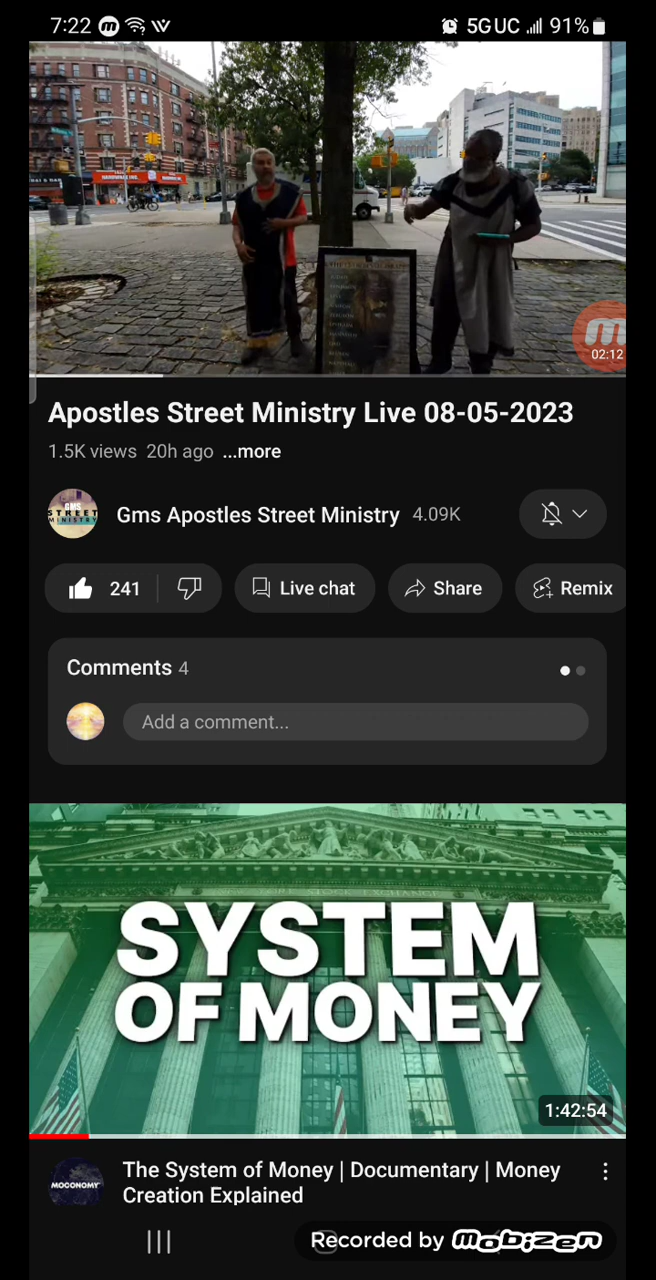 7:22
5GUC
91%
02:12
Apostles Street Ministry Live 08-05-2023
1.5K views 20h ago ...more
GMS
STREET
MINISTRY
Gms Apostles Street Ministry 4.09K
241
Live chat
Share
Remix
Comments 4
Add a comment...
SYSTEM
OF MONEY
1:42:54
MOCONOMY
The System of Money | Documentary | Money
Creation Explained
Recorded by Mobizen